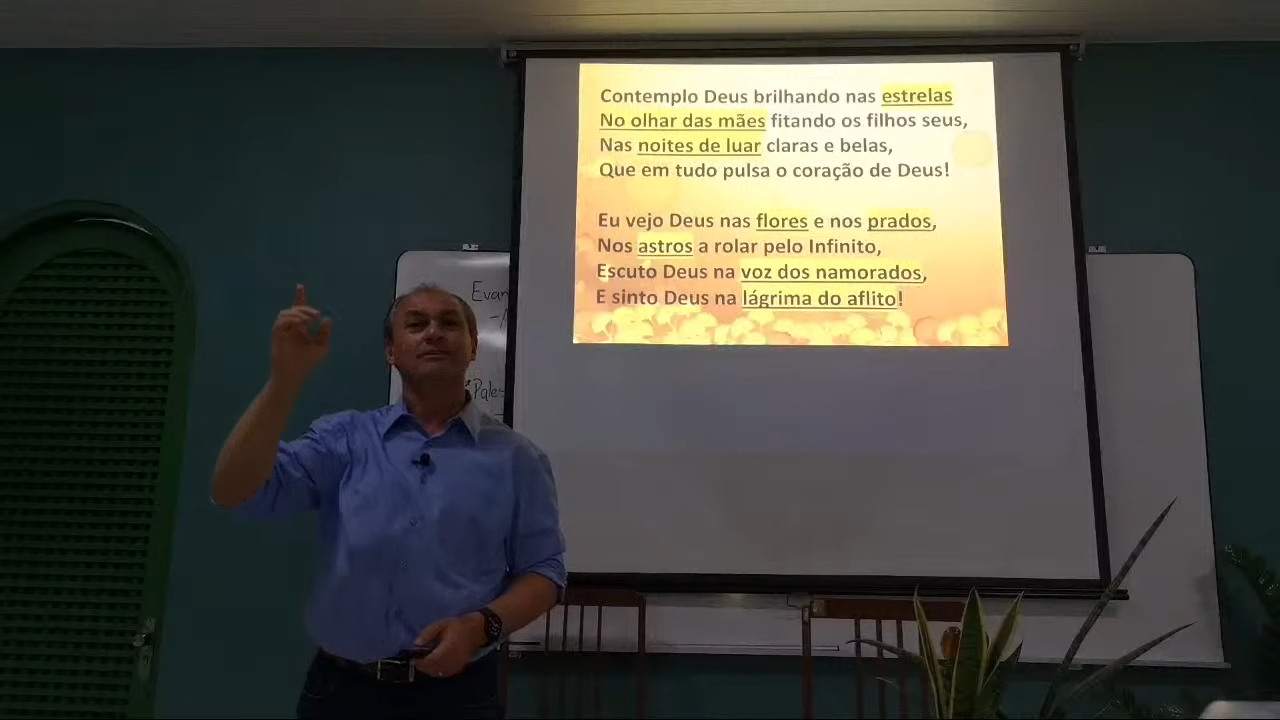 Contemplo Deus brilhando nas estrelas
No olhar das mães fitando os filhos seus,
Nas noites de luar claras e belas,
Que em tudo pulsa o coração de Deus!
Eu vejo Deus nas flores e nos prados,
Nos astros a rolar pelo Infinito,
Escuto Deus na voz dos namorados,
E sinto Deus na lágrima do aflito!